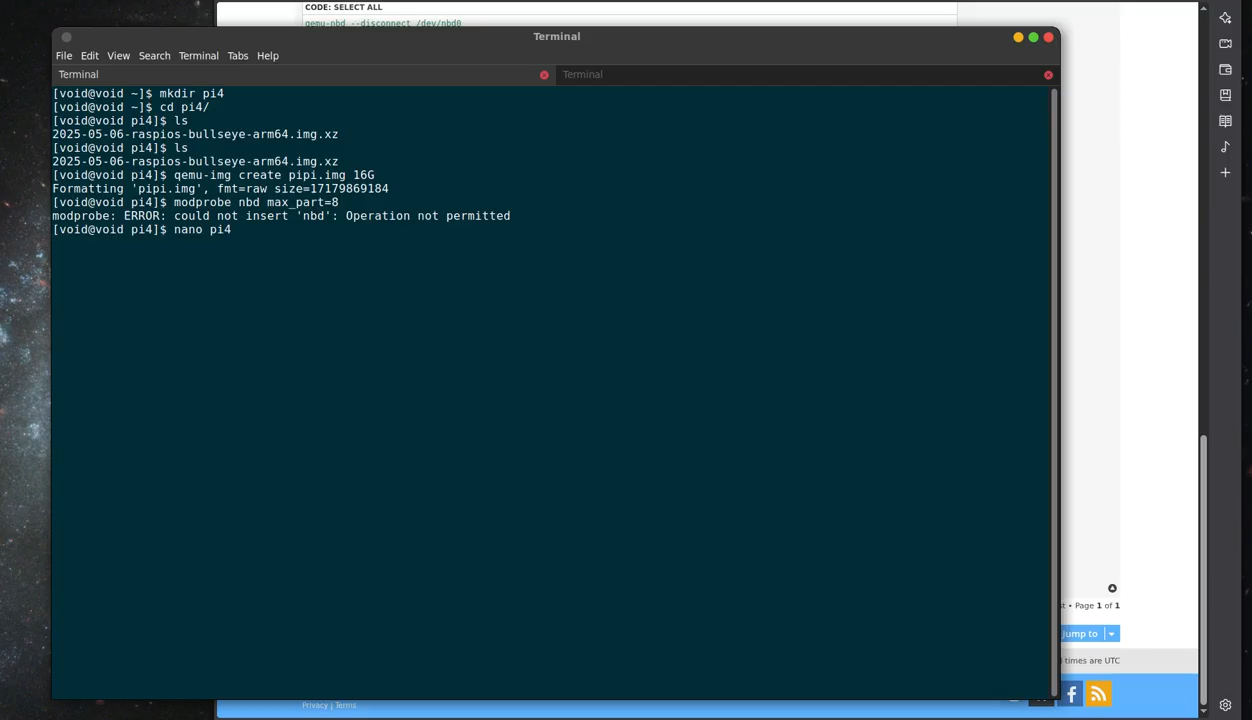 CODE: SELECT ALL
qemu-nbd --disconnect /dev/nbd0
Terminal
File Edit View Search Terminal Tabs Help
Terminal
Terminal
[void@void ~]$ mkdir pi4
[void@void ~]$ cd pi4/
[void@void pi4]$ ls
2025-05-06-raspios-bullseye-arm64.img.xz
[void@void pi4]$ ls
2025-05-06-raspios-bullseye-arm64.img.xz
[void@void pi4]$ qemu-img create pipi.img 16G
Formatting 'pipi.img', fmt=raw size=17179869184
[void@void pi4]$ modprobe nbd max_part=8
modprobe: ERROR: could not insert 'nbd': Operation not permitted
[void@void pi4]$ nano pi4
• Page 1 of 1
Jump to
times are UTC
Privacy | Terms